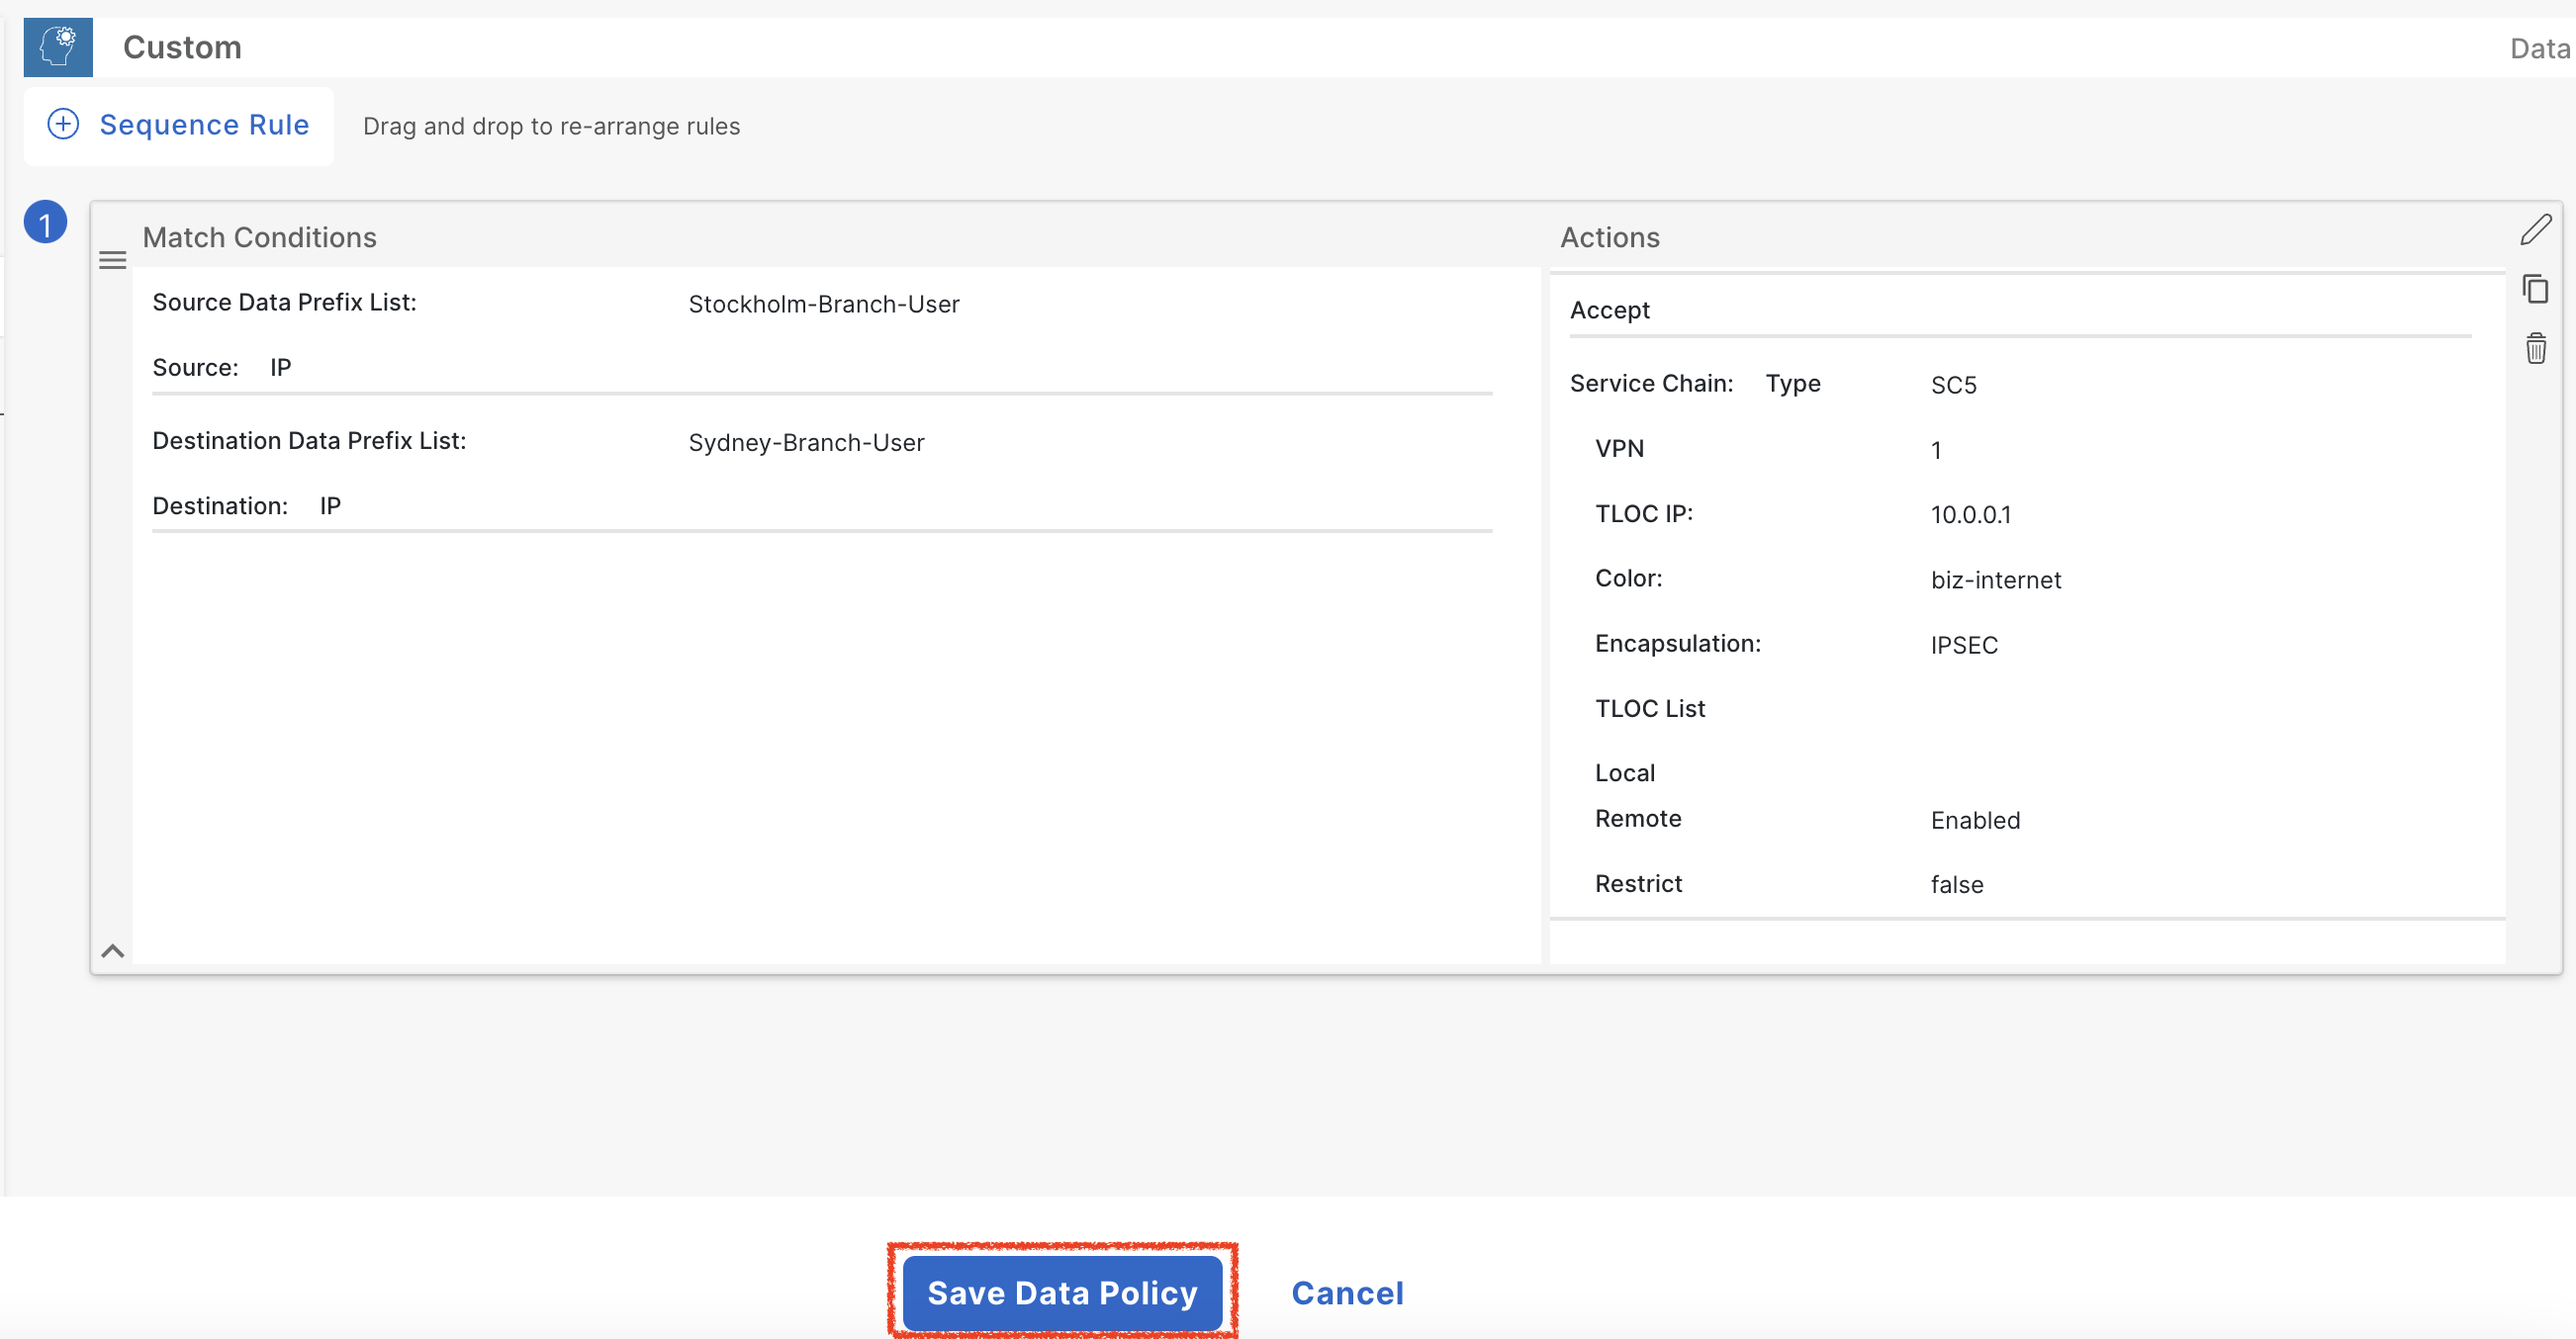 Custom
Data
Sequence Rule
Drag and drop to re-arrange rules
1
Match Conditions
Actions
Source Data Prefix List: Stockholm-Branch-User
Source: IP
Destination Data Prefix List: Sydney-Branch-User
Destination: IP
Accept
Service Chain: Type SC5
VPN 1
TLOC IP: 10.0.0.1
Color: biz-internet
Encapsulation: IPSEC
TLOC List
Local
Remote Enabled
Restrict false
Save Data Policy
Cancel